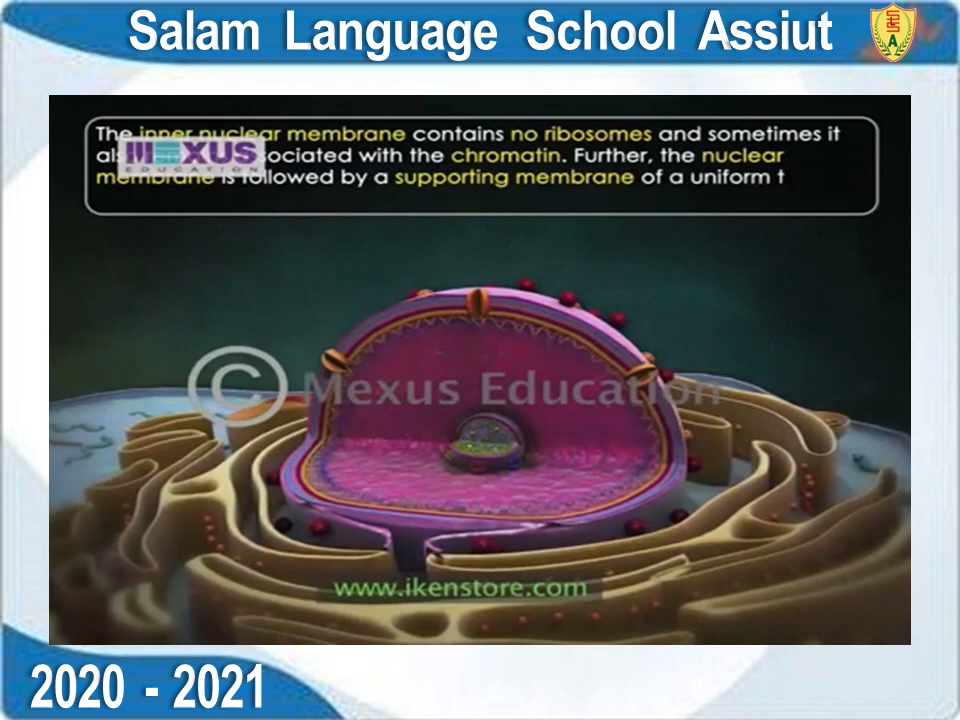 Salam Language School Assiut
The inner nuclear membrane contains no ribosomes and sometimes it
associated with the chromatin. Further, the nuclear
membrane is followed by a supporting membrane of a uniform t
MEXUS
EDUCATION
© Mexus Education
www.ikenstore.com
2020 - 2021